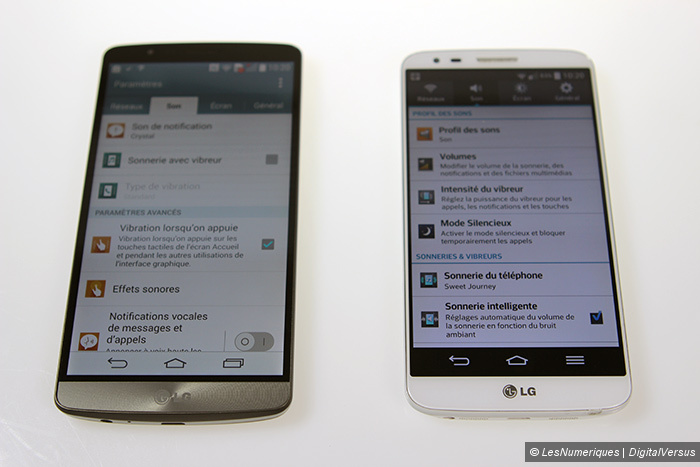 10:20
Paramètres
Réseaux Son Écran Général
Son de notification
Crystal
Sonnerie avec vibreur
Type de vibration
PARAMÈTRES AVANCÉS
Vibration lorsqu'on appuie
Vibration lorsqu'on appuie sur les
touches tactiles de l'écran Accueil
et pendant les autres utilisations de
l'interface graphique.
Effets sonores
Notifications vocales
de messages et
d'appels
Annoncer à voix haute les
LG
10:20
Réseaux Son Écran Général
PROFIL DES SONS
Profil des sons
Son
Volumes
Modifier le volume de la sonnerie, des
notifications et des fichiers multimédias
Intensité du vibreur
Réglez la puissance du vibreur pour les
appels, les notifications et les touches
Mode Silencieux
Activer le mode silencieux et bloquer
temporairement les appels
SONNERIES & VIBREURS
Sonnerie du téléphone
Sweet Journey
Sonnerie intelligente
Réglages automatique du volume de
la sonnerie en fonction du bruit
ambiant
LG
© LesNumeriques | DigitalVersus